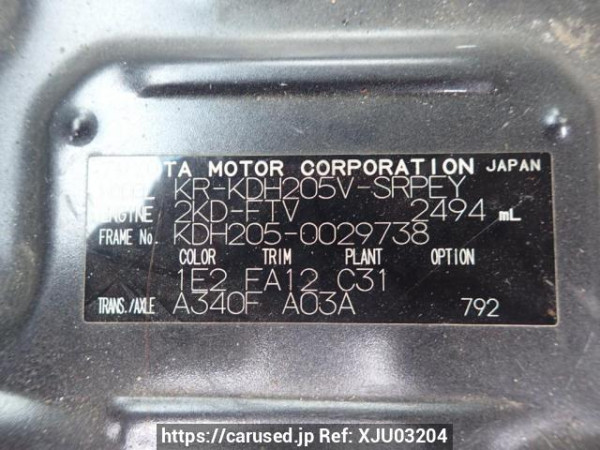 TA MOTOR CORPORATION JAPAN
KR-KDH205V-SRPEY
ENGINE 2KD-FTV 2494 mL
FRAME No. KDH205-0029738
COLOR TRIM PLANT OPTION
1E2 FA12 C31
TRANS./AXLE A340F A03A 792
https://carused.jp Ref: XJU03204